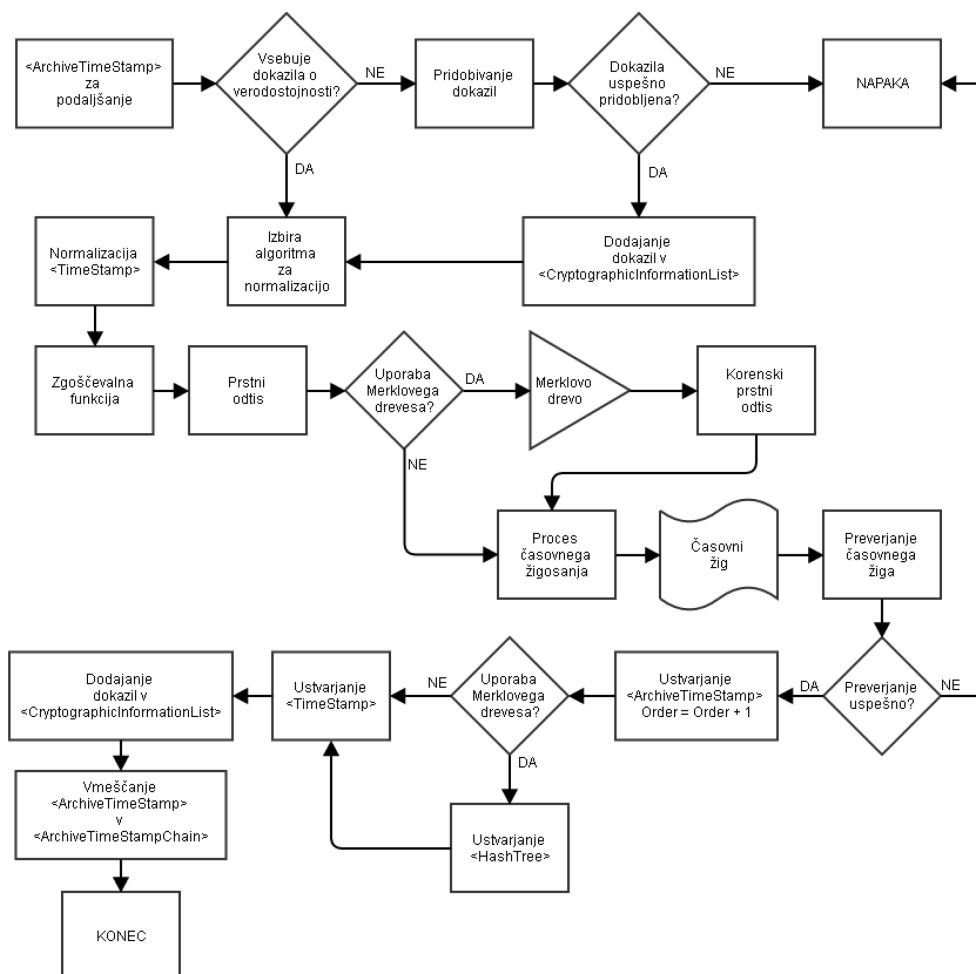 <ArchiveTimeStamp>
za
podaljšanje
Vsebuje
dokazila o
verodostojnosti?
NE
Pridobivanje
dokazil
Dokazila
uspešno
pridobljena?
NE
NAPAKA
DA
DA
Normalizacija
<TimeStamp>
Izbira
algoritma
za
normalizacijo
Dodajanje
dokazil v
<CryptographicInformationList>
Zgoščevalna
funkcija
Prstni
odtis
Uporaba
Merklovega
drevesa?
DA
Merklovo
drevo
Korenski
prstni
odtis
NE
Proces
časovnega
žigosanja
Časovni
žig
Preverjanje
časovnega
žiga
Dodajanje
dokazil v
<CryptographicInformationList>
Ustvarjanje
<TimeStamp>
NE
Uporaba
Merklovega
drevesa?
Ustvarjanje
<ArchiveTimeStamp>
Order = Order + 1
DA
Preverjanje
uspešno?
NE
DA
Vmeščanje
<ArchiveTimeStamp>
v
<ArchiveTimeStampChain>
Ustvarjanje
<HashTree>
KONEC